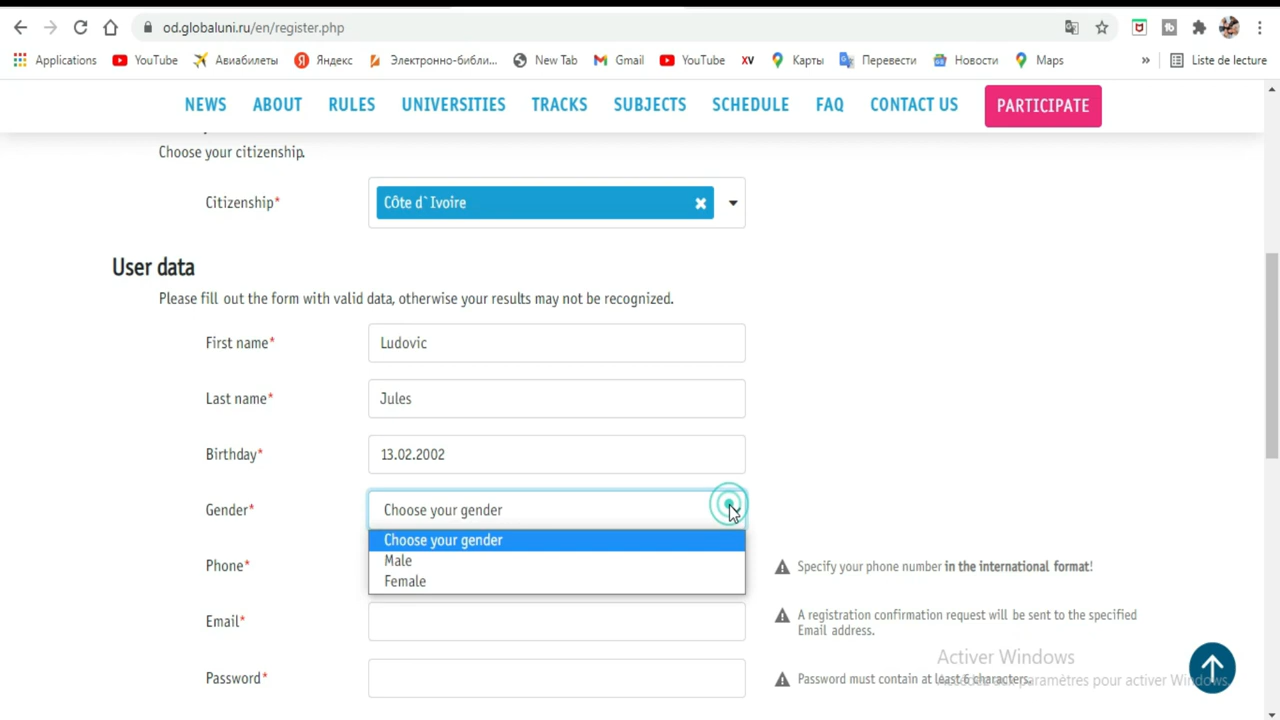 od.globaluni.ru/en/register.php
Applications YouTube Авиабилеты Яндекс Электронно-библи... New Tab Gmail YouTube XV Карты Перевести Новости Maps » Liste de lecture
NEWS ABOUT RULES UNIVERSITIES TRACKS SUBJECTS SCHEDULE FAQ CONTACT US PARTICIPATE
Choose your citizenship.
Citizenship* Côte d`Ivoire
User data
Please fill out the form with valid data, otherwise your results may not be recognized.
First name* Ludovic
Last name* Jules
Birthday* 13.02.2002
Gender* Choose your gender
Choose your gender
Male
Female
Phone* Specify your phone number in the international format!
Email* A registration confirmation request will be sent to the specified
Email address.
Activer Windows
Password* Password must contain at least 6 characters.
Accédez aux paramètres pour activer Windows.